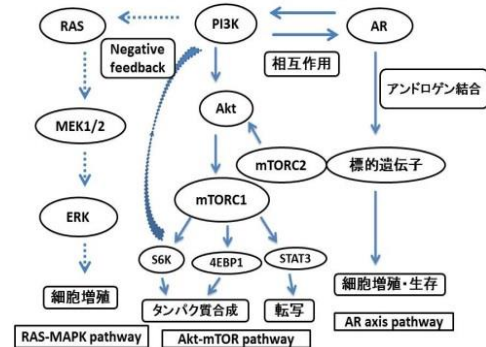 RAS
PI3K
AR
Negative
feedback
相互作用
アンドロゲン結合
Akt
MEK1/2
mTORC2
標的遺伝子
mTORC1
ERK
S6K
4EBP1
STAT3
細胞増殖
タンパク質合成
転写
細胞増殖・生存
RAS-MAPK pathway
Akt-mTOR pathway
AR axis pathway